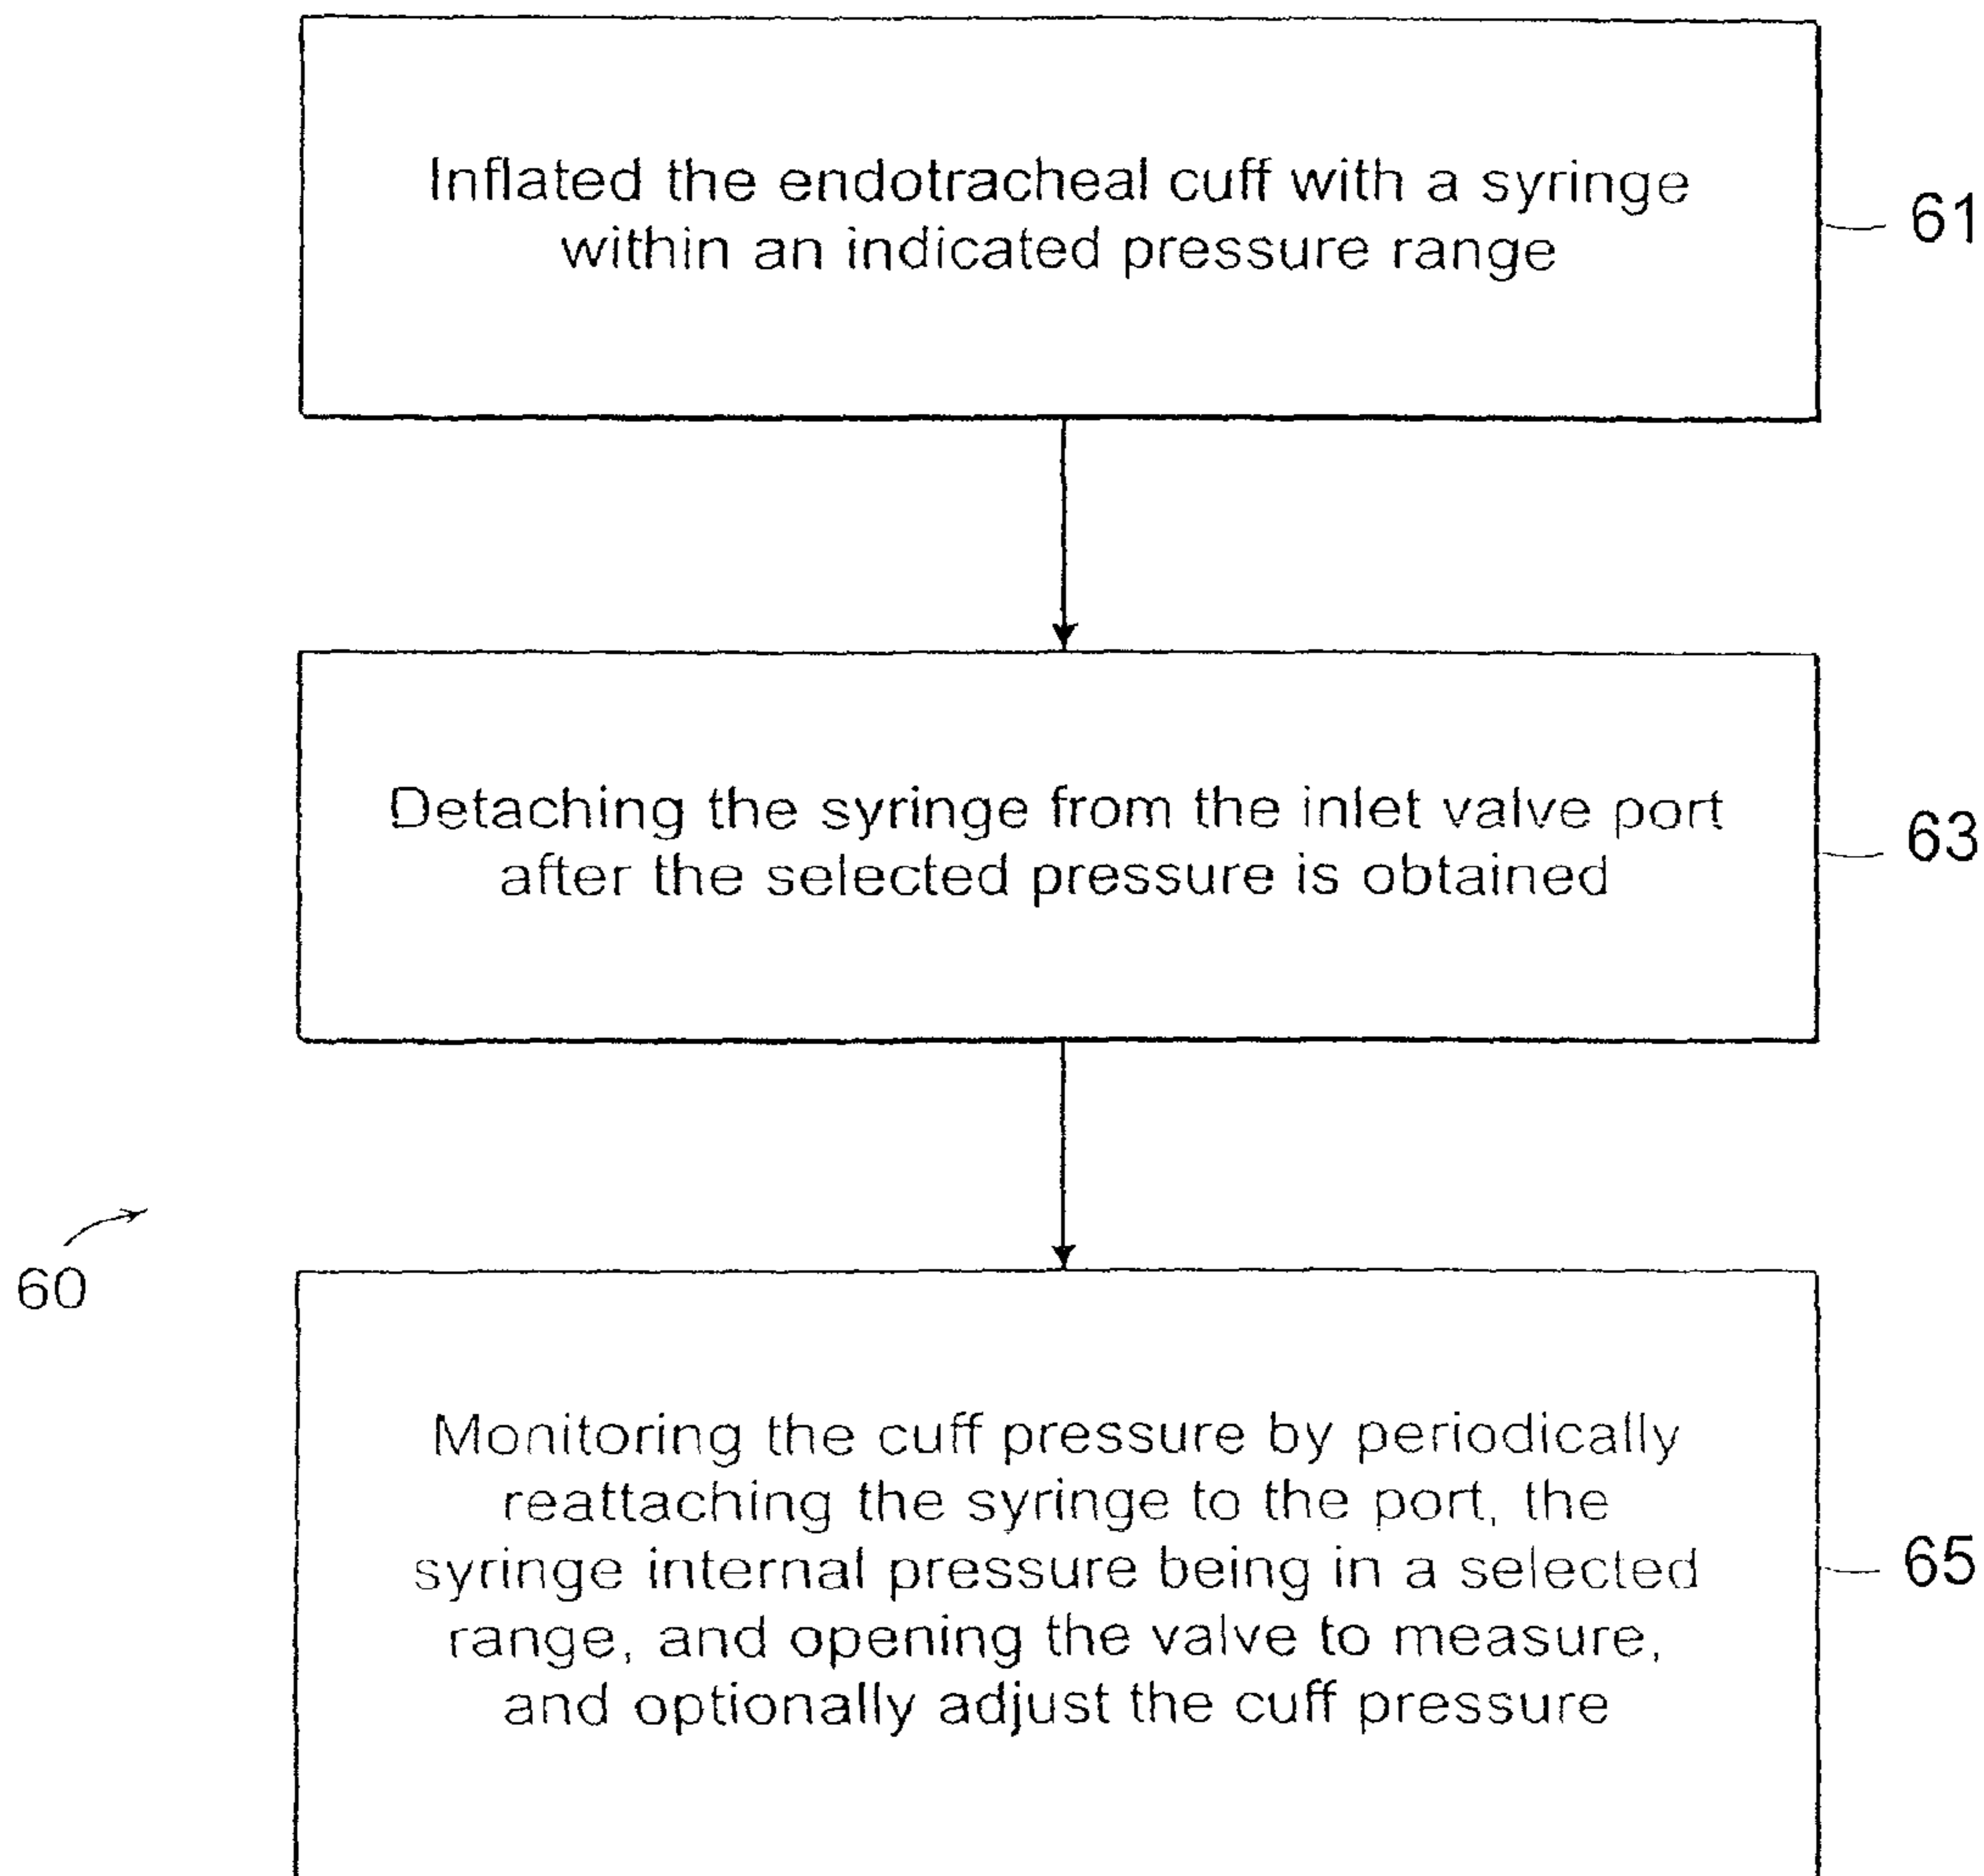 Inflated the endotracheal cuff with a syringe
within an indicated pressure range
61
Detaching the syringe from the inlet valve port
after the selected pressure is obtained
63
60
Monitoring the cuff pressure by periodically
reattaching the syringe to the port, the
syringe internal pressure being in a selected
range, and opening the valve to measure,
and optionally adjust the cuff pressure
65